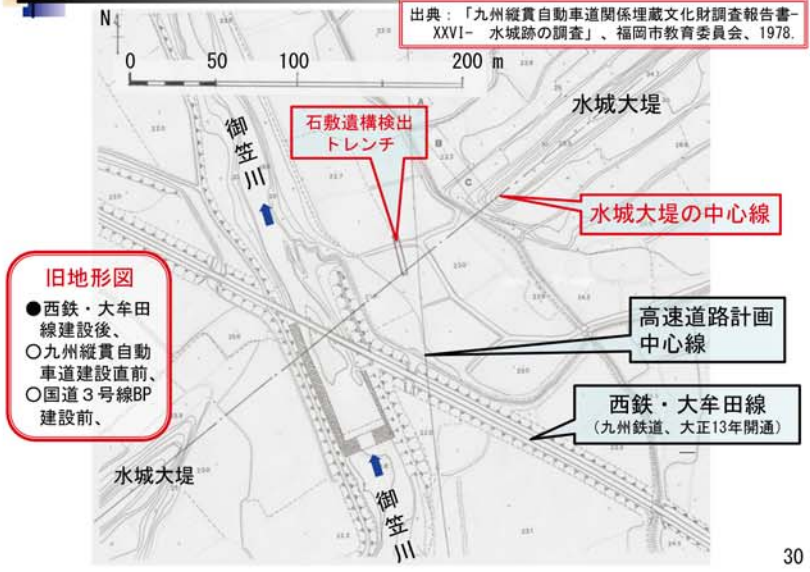 出典：「九州縦貫自動車道関係埋蔵文化財調査報告書-
XXVI-　水城跡の調査」、福岡市教育委員会、1978.
N
0 50 100 200 m
水城大堤
石敷遺構検出
トレンチ
御笠川
A
B
C
水城大堤の中心線
旧地形図
●西鉄・大牟田
線建設後、
○九州縦貫自動
車道建設直前、
○国道３号線BP
建設前、
高速道路計画
中心線
西鉄・大牟田線
（九州鉄道、大正13年開通）
水城大堤
御笠川
30